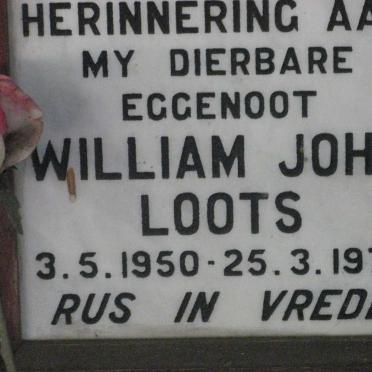 HERINNERING AA
MY DIERBARE
EGGENOOT
WILLIAM JOH
LOOTS
3.5.1950-25.3.197
RUS IN VREDE